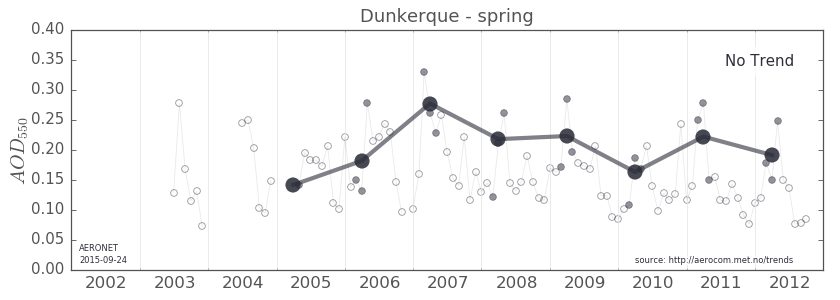 Dunkerque - spring
0.40
0.35
0.30
0.25
0.20
0.15
0.10
0.05
0.00
AOD550
No Trend
AERONET
2015-09-24
source: http://aerocom.met.no/trends
2002 2003 2004 2005 2006 2007 2008 2009 2010 2011 2012